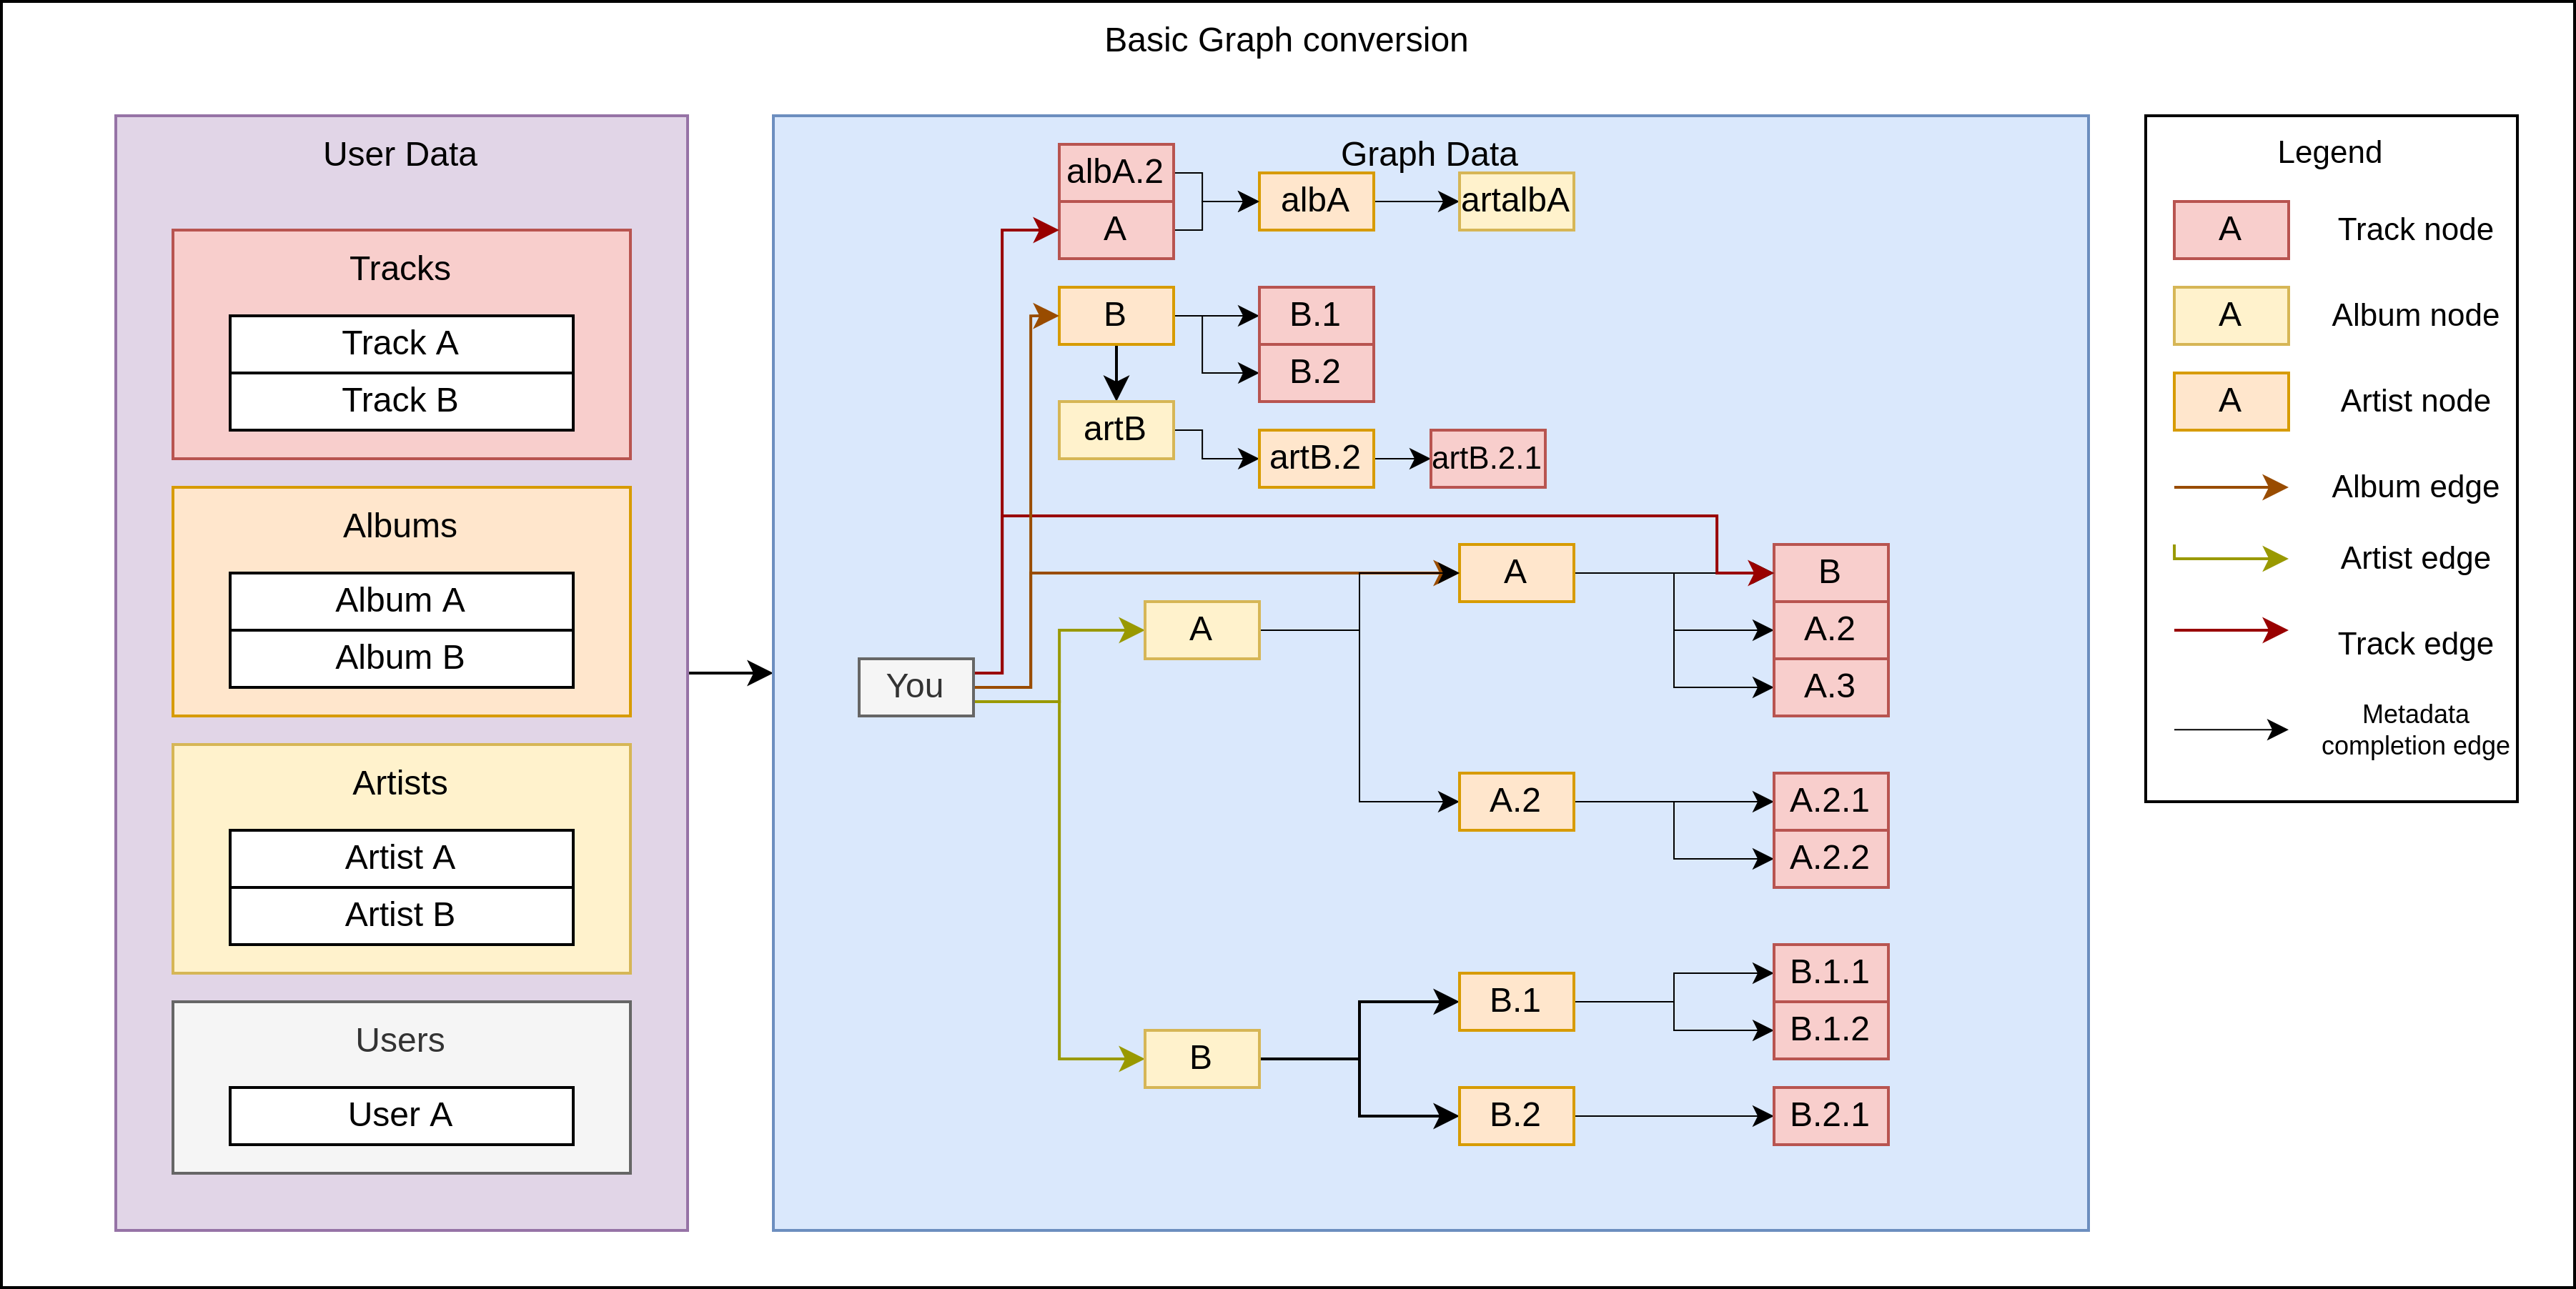 Basic Graph conversion
User Data
Tracks
Track A
Track B
Albums
Album A
Album B
Artists
Artist A
Artist B
Users
User A
Graph Data
albA.2
A
albA
artalbA
B
B.1
B.2
artB
artB.2
artB.2.1
You
A
A
B
A.2
A.3
A.2
A.2.1
A.2.2
B
B.1
B.1.1
B.1.2
B.2
B.2.1
Legend
A
Track node
A
Album node
A
Artist node
Album edge
Artist edge
Track edge
Metadata
completion edge